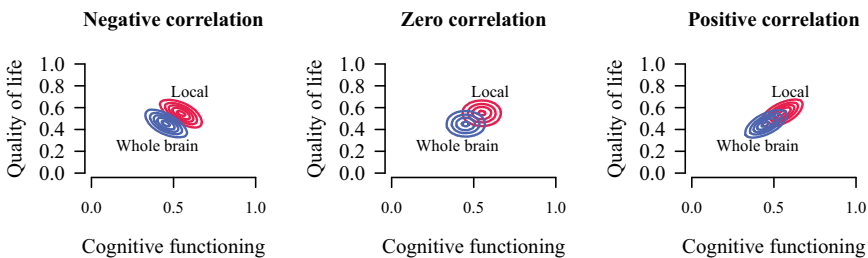 Negative correlation
Quality of life
1.0
0.8
0.6
0.4
0.2
0.0
Local
Whole brain
0.0 0.5 1.0
Cognitive functioning
Zero correlation
Quality of life
1.0
0.8
0.6
0.4
0.2
0.0
Local
Whole brain
0.0 0.5 1.0
Cognitive functioning
Positive correlation
Quality of life
1.0
0.8
0.6
0.4
0.2
0.0
Local
Whole brain
0.0 0.5 1.0
Cognitive functioning